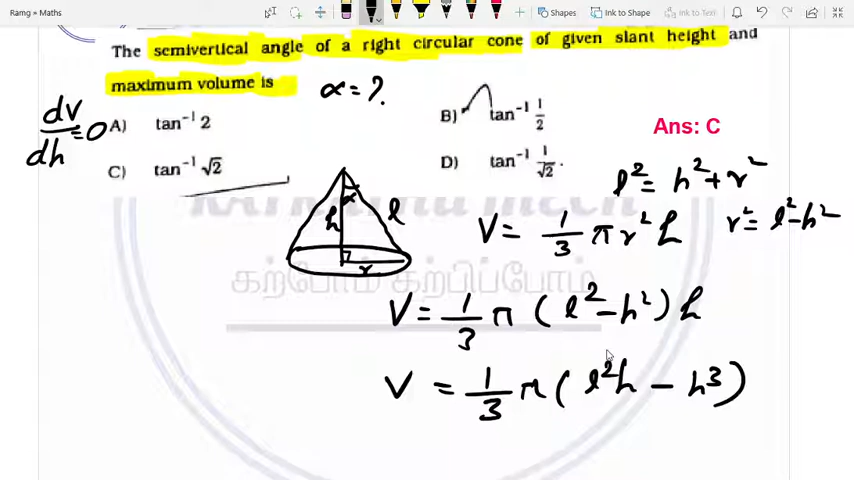 Ramg » Maths
Shapes
Ink to Shape
Ink to Math
The semivertical angle of a right circular cone of given slant height and
maximum volume is
α = ?
dv/dh = 0
A) tan⁻¹ 2
B) tan⁻¹ 1/2
Ans: C
C) tan⁻¹ √2
D) tan⁻¹ 1/√2.
l² = h² + r²
α
h
l
r
V = 1/3 π r² h
r² = l² - h²
கற்போம் கற்பிப்போம்
V = 1/3 π (l² - h²) h
V = 1/3 π (l²h - h³)